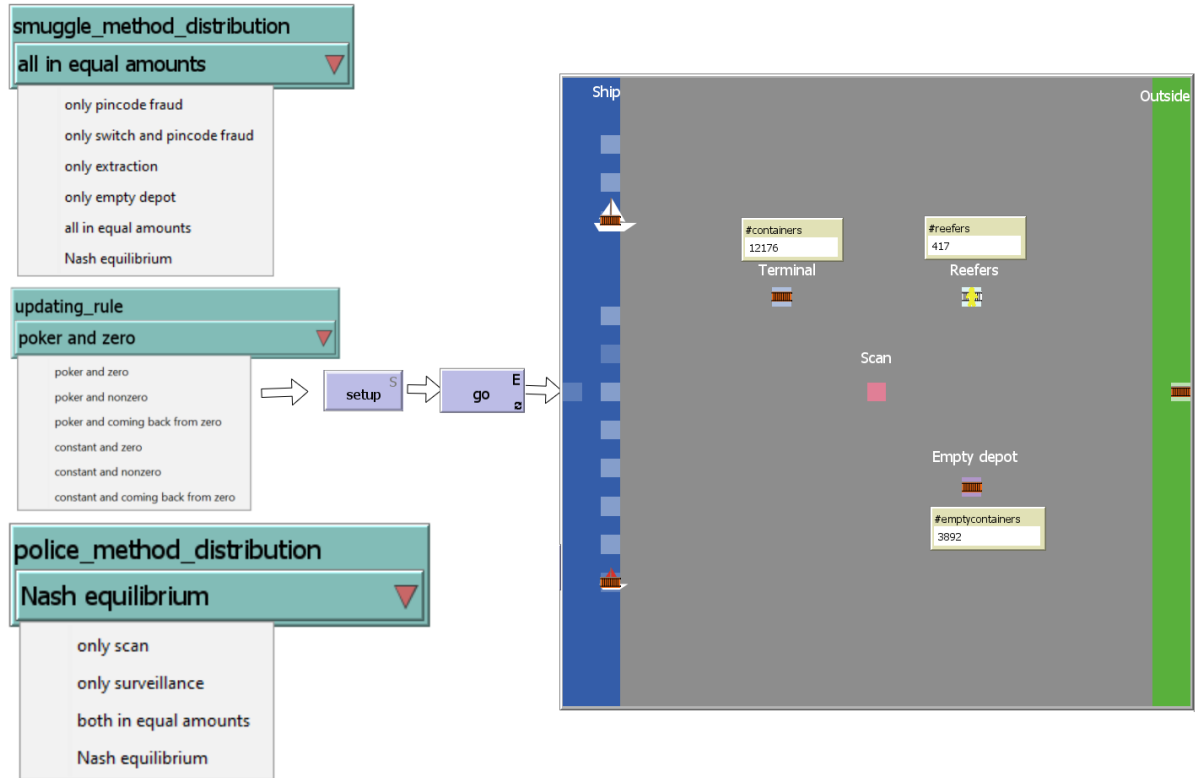 smuggle_method_distribution
all in equal amounts
only pincode fraud
only switch and pincode fraud
only extraction
only empty depot
all in equal amounts
Nash equilibrium
updating_rule
poker and zero
poker and zero
poker and nonzero
poker and coming back from zero
constant and zero
constant and nonzero
constant and coming back from zero
setup
S
go
E
police_method_distribution
Nash equilibrium
only scan
only surveillance
both in equal amounts
Nash equilibrium
Ship
Outside
#containers
12176
Terminal
#reefers
417
Reefers
Scan
Empty depot
#emptycontainers
3892